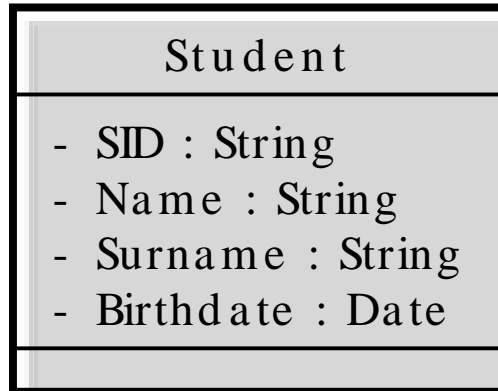 Student
- SID : String
- Name : String
- Surname : String
- Birthdate : Date